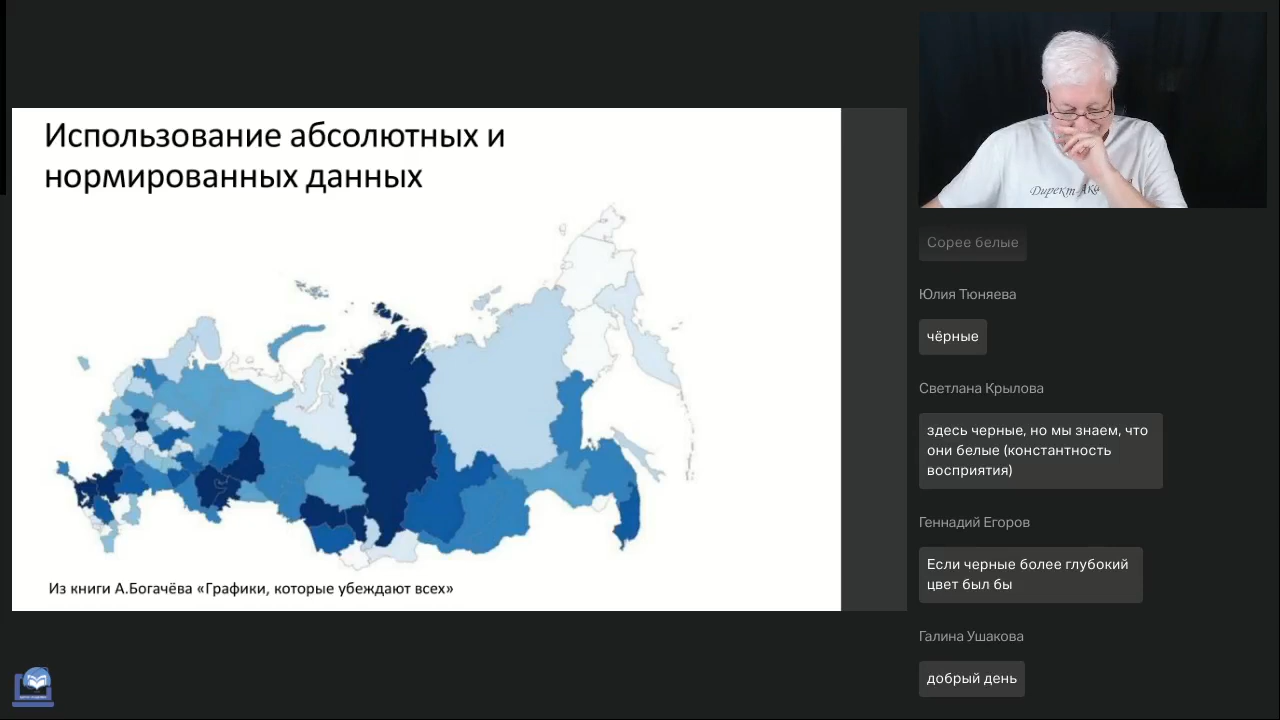 Использование абсолютных и
нормированных данных
Из книги А.Богачёва «Графики, которые убеждают всех»
Сорее белые
Юлия Тюняева
чёрные
Светлана Крылова
здесь черные, но мы знаем, что
они белые (константность
восприятия)
Геннадий Егоров
Если черные более глубокий
цвет был бы
Галина Ушакова
добрый день